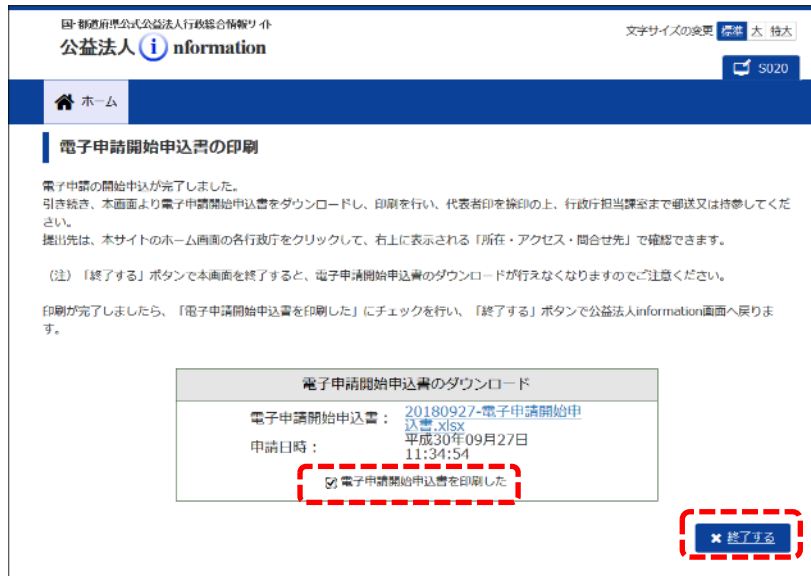 国・都道府県公式公益法人行政総合情報サイト
公益法人 i nformation
文字サイズの変更 標準 大 特大
S020
ホーム
電子申請開始申込書の印刷
電子申請の開始申込が完了しました。
引き続き、本画面より電子申請開始申込書をダウンロードし、印刷を行い、代表者印を捺印の上、行政庁担当課室まで郵送又は持参してくだ
さい。
提出先は、本サイトのホーム画面の各行政庁をクリックして、右上に表示される「所在・アクセス・問合せ先」で確認できます。
（注）「終了する」ボタンで本画面を終了すると、電子申請開始申込書のダウンロードが行えなくなりますのでご注意ください。
印刷が完了しましたら、「電子申請開始申込書を印刷した」にチェックを行い、「終了する」ボタンで公益法人information画面へ戻りま
す。
電子申請開始申込書のダウンロード
電子申請開始申込書： 20180927-電子申請開始申
込書.xlsx
申請日時： 平成30年09月27日
11:34:54
電子申請開始申込書を印刷した
終了する